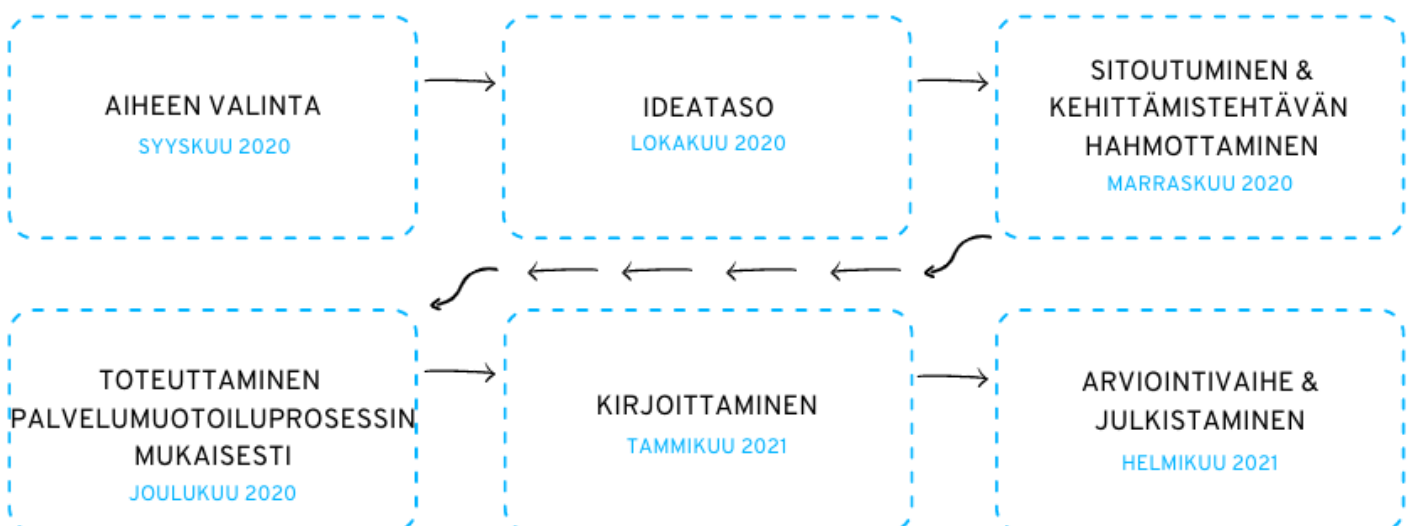 AIHEEN VALINTA
SYYSKUU 2020
IDEATASO
LOKAKUU 2020
SITOUTUMINEN &
KEHITTÄMISTEHTÄVÄN
HAHMOTTAMINEN
MARRASKUU 2020
TOTEUTTAMINEN
PALVELUMUOTOILUPROSESSIN
MUKAISESTI
JOULUKUU 2020
KIRJOITTAMINEN
TAMMIKUU 2021
ARVIOINTIVAIHE &
JULKISTAMINEN
HELMIKUU 2021